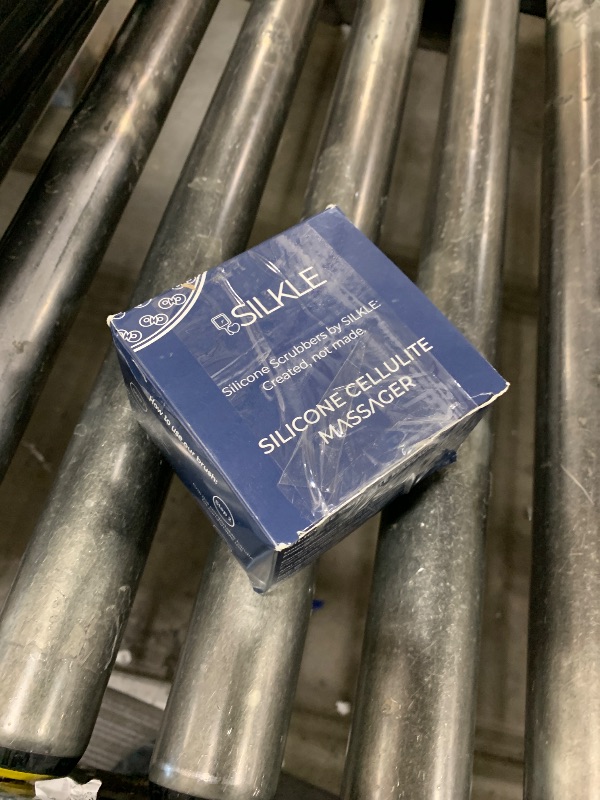 SILKLE
Silicone Scrubbers by SILKLE:
Created, not made.
SILICONE CELLULITE
MASSAGER
How to use our brush: